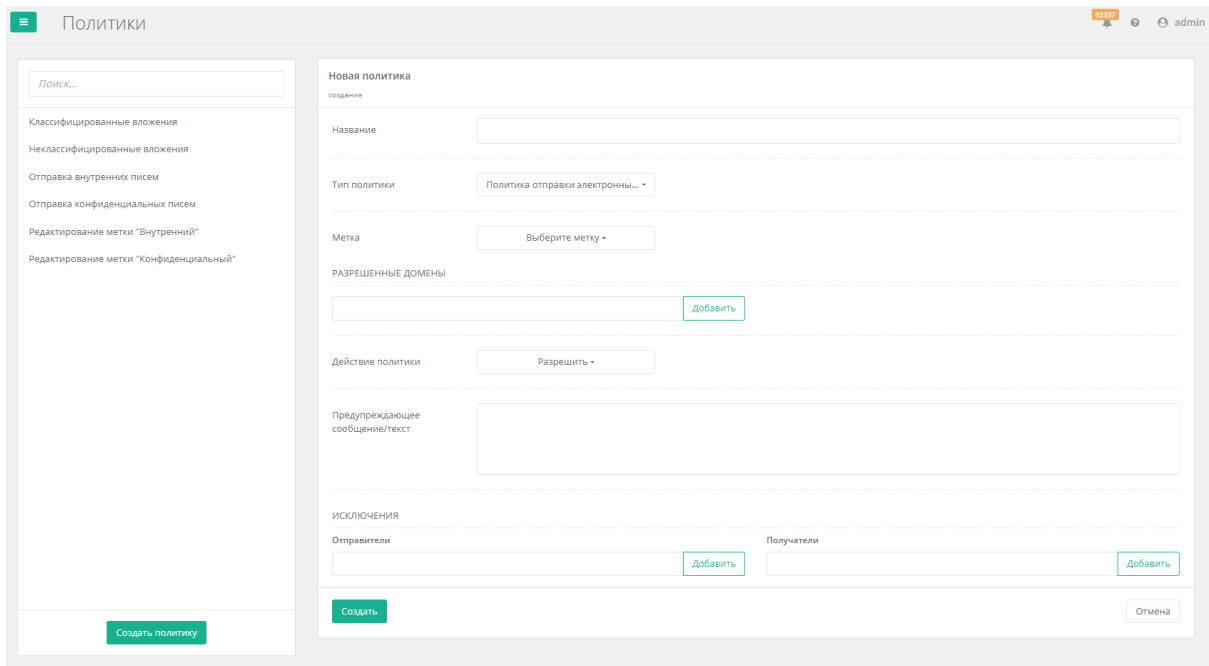 Политики
92337
admin
Поиск...
Классифицированные вложения
Неклассифицированные вложения
Отправка внутренних писем
Отправка конфиденциальных писем
Редактирование метки "Внутренний"
Редактирование метки "Конфиденциальный"
Создать политику
Новая политика
создание
Название
Тип политики
Политика отправки электронны...
Метка
Выберите метку
РАЗРЕШЕННЫЕ ДОМЕНЫ
Добавить
Действие политики
Разрешить
Предупреждающее
сообщение/текст
ИСКЛЮЧЕНИЯ
Отправители
Получатели
Добавить
Добавить
Создать
Отмена